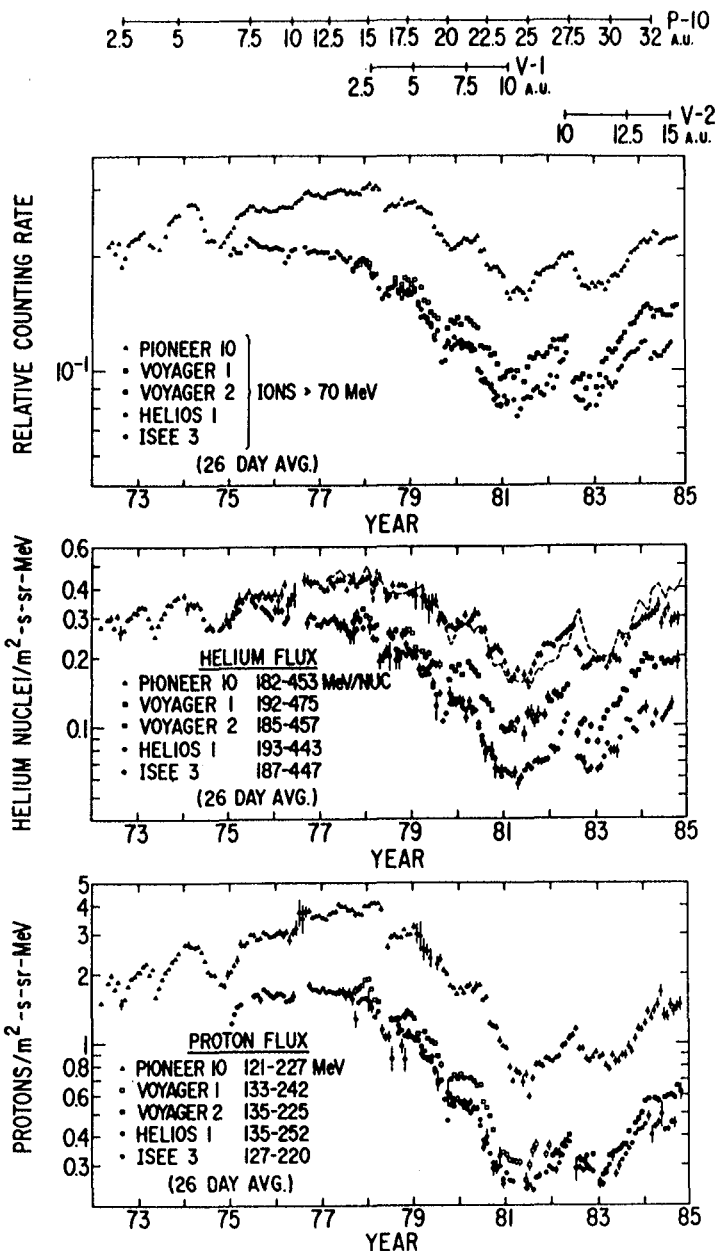 P-10
2.5 5 7.5 10 12.5 15 17.5 20 22.5 25 27.5 30 32 A.U.
V-1
2.5 5 7.5 10 A.U.
V-2
10 12.5 15 A.U.
RELATIVE COUNTING RATE
10-1
▲ PIONEER 10
▫ VOYAGER 1
▫ VOYAGER 2
• HELIOS 1
• ISEE 3
IONS > 70 MeV
(26 DAY AVG.)
73 75 77 79 81 83 85
YEAR
HELIUM NUCLEI/m2-s-sr-MeV
0.6
0.4
0.3
0.2
0.1
HELIUM FLUX
▲ PIONEER 10 182-453 MeV/NUC
▫ VOYAGER 1 192-475
▫ VOYAGER 2 185-457
• HELIOS 1 193-443
• ISEE 3 187-447
(26 DAY AVG.)
73 75 77 79 81 83 85
YEAR
PROTONS/m2-s-sr-MeV
5
4
3
2
1
0.8
0.6
0.4
0.3
PROTON FLUX
▲ PIONEER 10 121-227 MeV
▫ VOYAGER 1 133-242
▫ VOYAGER 2 135-225
• HELIOS 1 135-252
• ISEE 3 127-220
(26 DAY AVG.)
73 75 77 79 81 83 85
YEAR